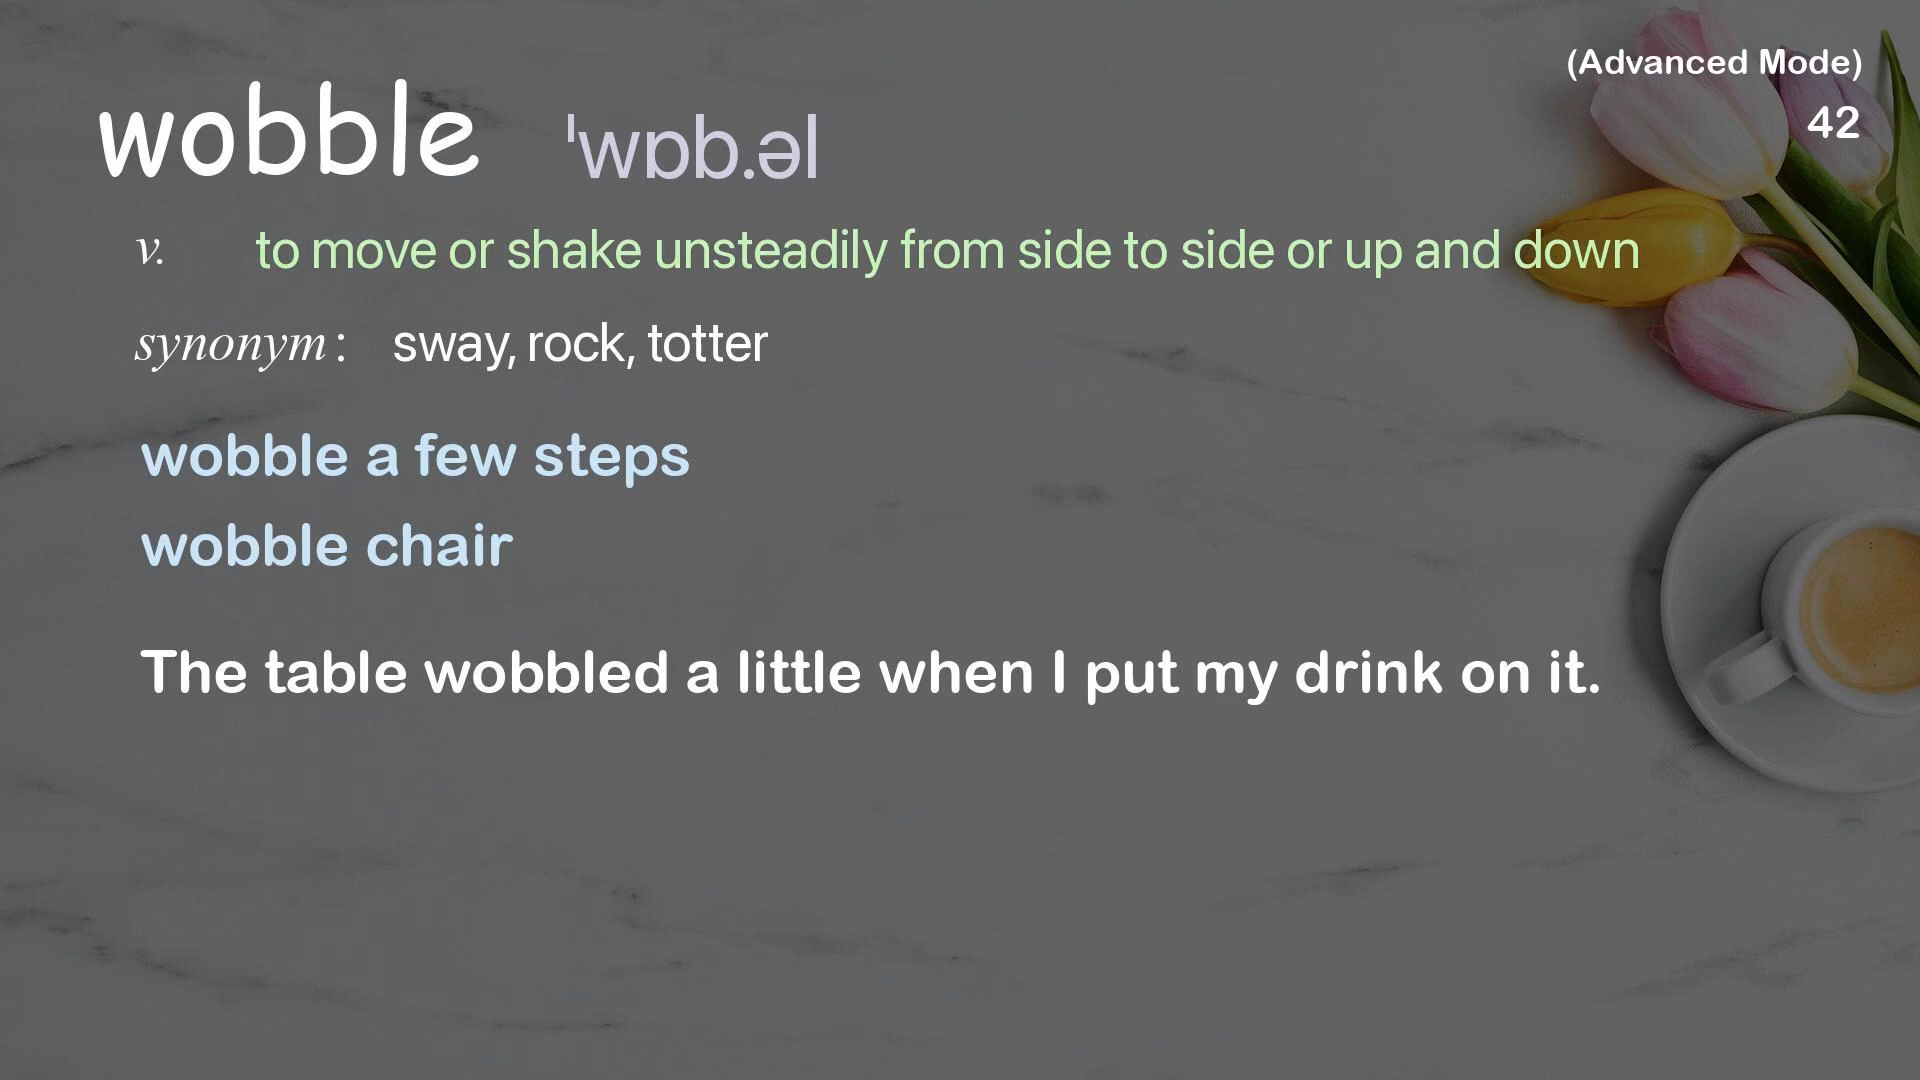 (Advanced Mode)
42
wobble ˈwɒb.əl
v. to move or shake unsteadily from side to side or up and down
synonym : sway, rock, totter
wobble a few steps
wobble chair
The table wobbled a little when I put my drink on it.